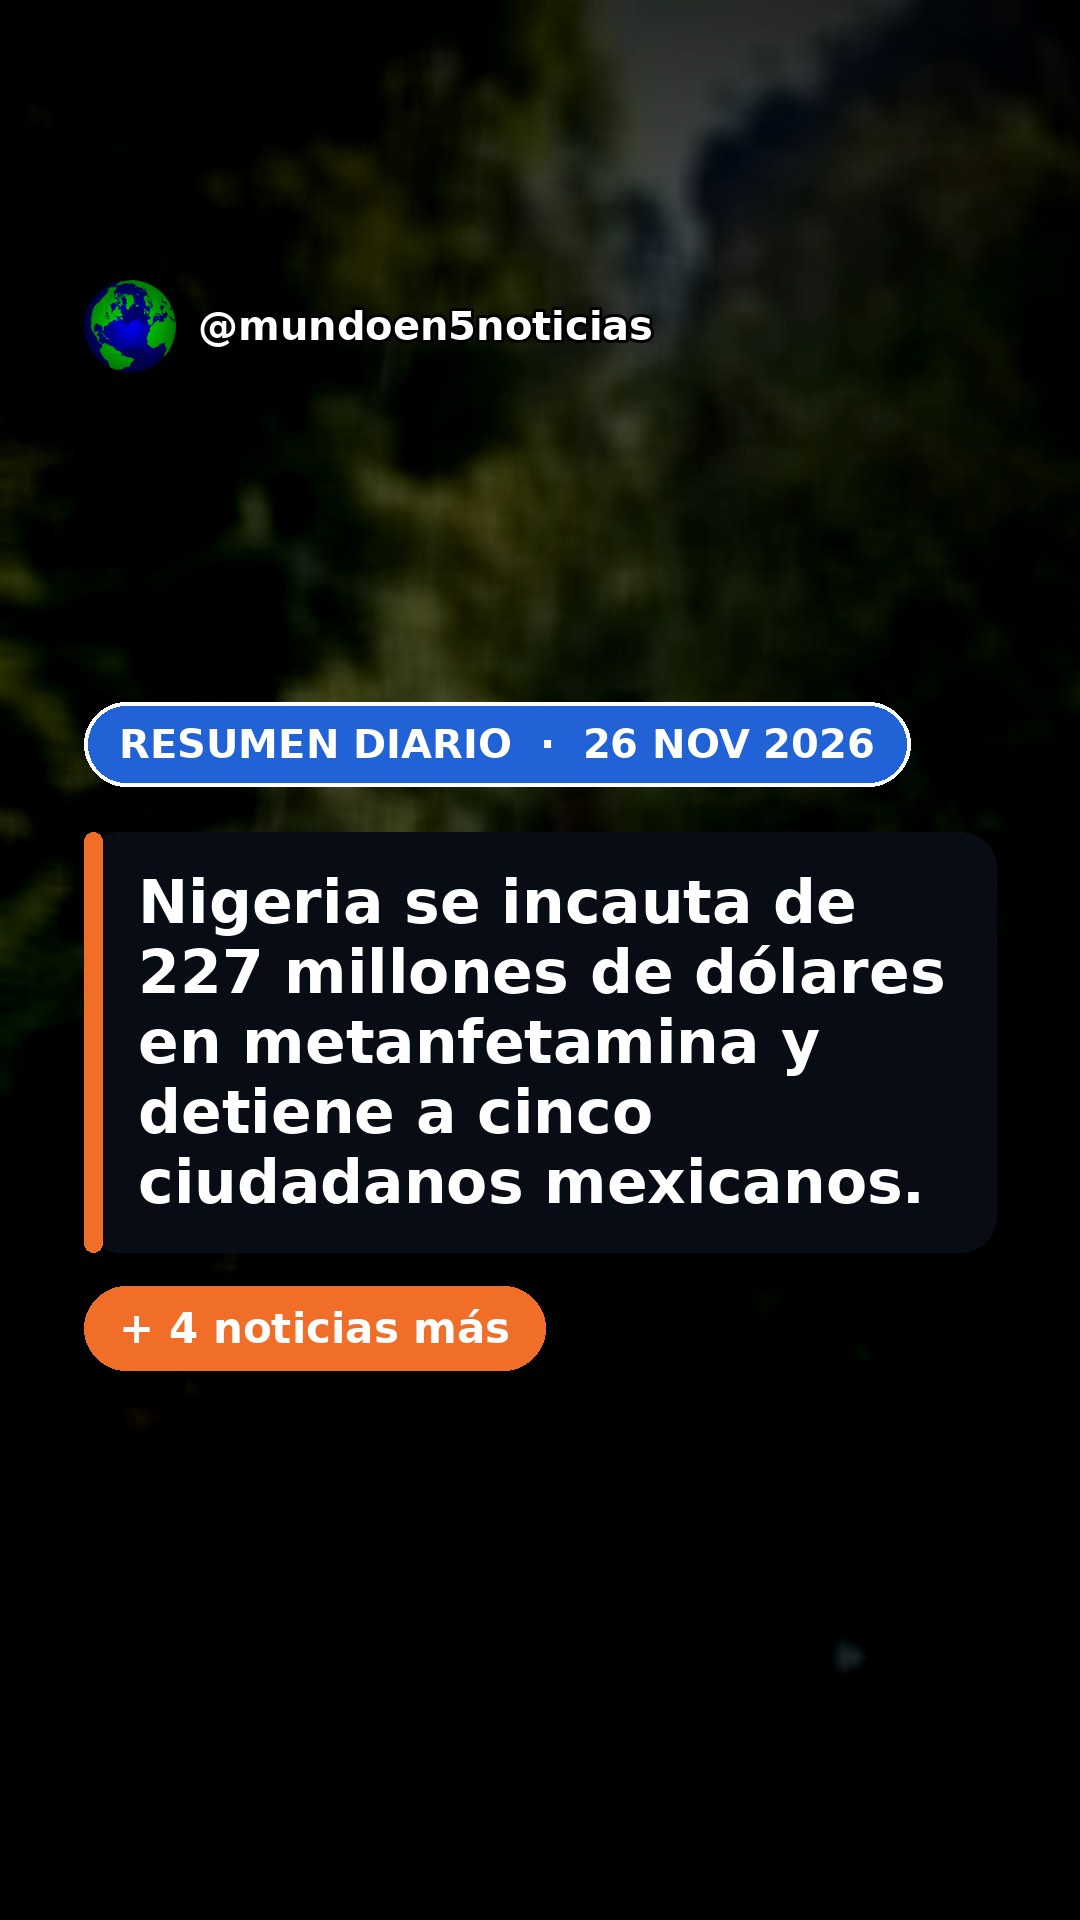 @mundoen5noticias
RESUMEN DIARIO · 26 NOV 2026
Nigeria se incauta de
227 millones de dólares
en metanfetamina y
detiene a cinco
ciudadanos mexicanos.
+ 4 noticias más